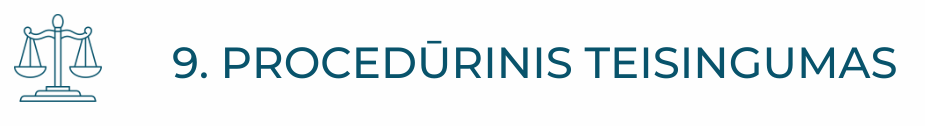 9. PROCEDŪRINIS TEISINGUMAS